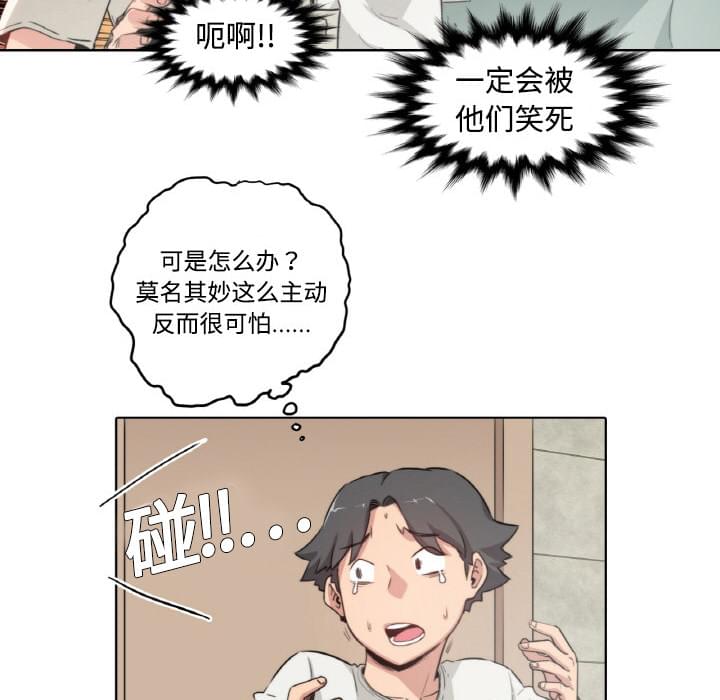 呃啊!!
一定会被
他们笑死
可是怎么办？
莫名其妙这么主动
反而很可怕......
碰!!...